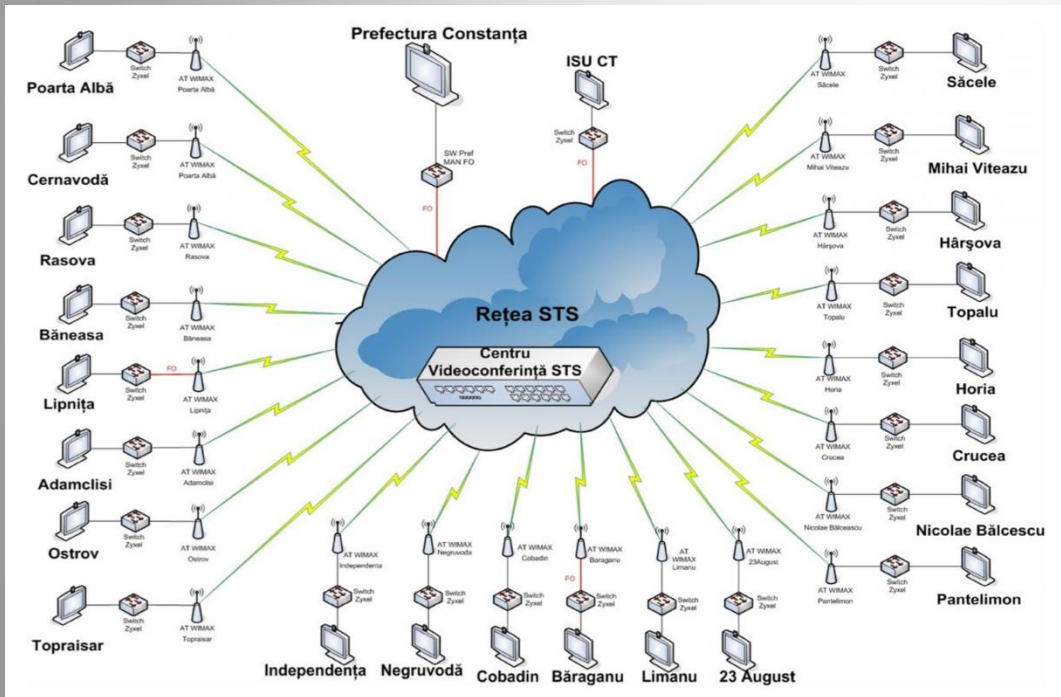 Prefectura Constanța
ISU CT
Switch
Zyxel
SW Pref
MAN FO
FO
FO
Switch
Zyxel
AT WIMAX
Poarta Albă
Poarta Albă
Switch
Zyxel
AT WIMAX
Poarta Albă
Cernavodă
Switch
Zyxel
AT WIMAX
Rasova
Rasova
Switch
Zyxel
AT WIMAX
Băneasa
Băneasa
FO
Switch
Zyxel
AT WIMAX
Lipnița
Lipnița
Switch
Zyxel
AT WIMAX
Adamclisi
Adamclisi
Switch
Zyxel
AT WIMAX
Ostrov
Ostrov
Switch
Zyxel
AT WIMAX
Topraisar
Topraisar
Rețea STS
Centru
Videoconferință STS
AT WIMAX
Săcele
Switch
Zyxel
Săcele
AT WIMAX
Mihai Viteazu
Switch
Zyxel
Mihai Viteazu
AT WIMAX
Hârșova
Switch
Zyxel
Hârşova
AT WIMAX
Topalu
Switch
Zyxel
Topalu
AT WIMAX
Horia
Switch
Zyxel
Horia
AT WIMAX
Crucea
Switch
Zyxel
Crucea
AT WIMAX
Nicolae Bălceascu
Switch
Zyxel
Nicolae Bălcescu
AT WIMAX
Pantelimon
Switch
Zyxel
Pantelimon
AT WIMAX
Independenta
Switch
Zyxel
Independența
AT WIMAX
Negruvoda
Switch
Zyxel
Negruvodă
AT WIMAX
Cobadin
Switch
Zyxel
Cobadin
AT WIMAX
Baraganu
FO
Switch
Zyxel
Băraganu
AT
WIMAX
Limanu
Switch
Zyxel
Limanu
AT WIMAX
23August
Switch
Zyxel
23 August